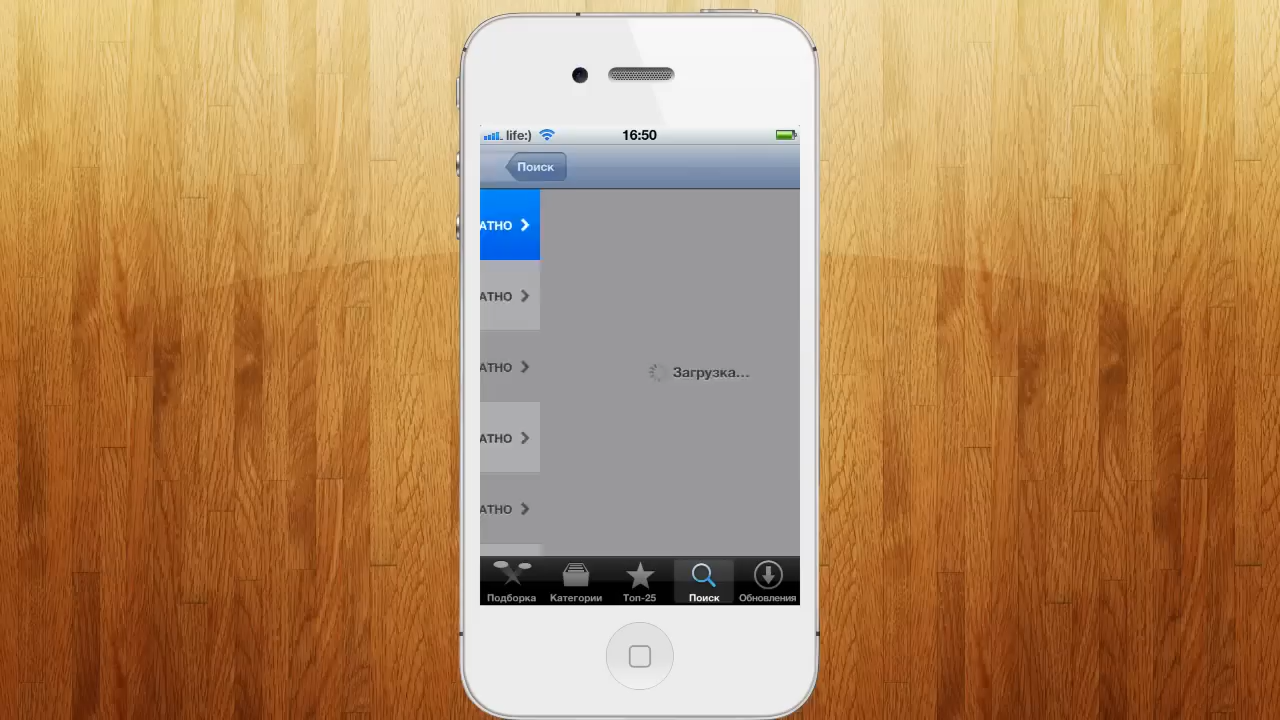 life:) 16:50
Поиск
АТНО
АТНО
АТНО
АТНО
АТНО
Загрузка...
Подборка Категории Топ-25 Поиск Обновления